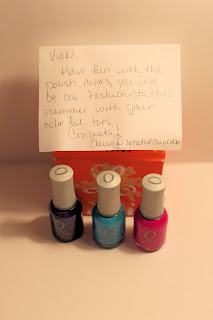 Vicki,
Have fun with the
polish colors, you will
be one fashionista this
summer with your
colorful toes.
Congrats!